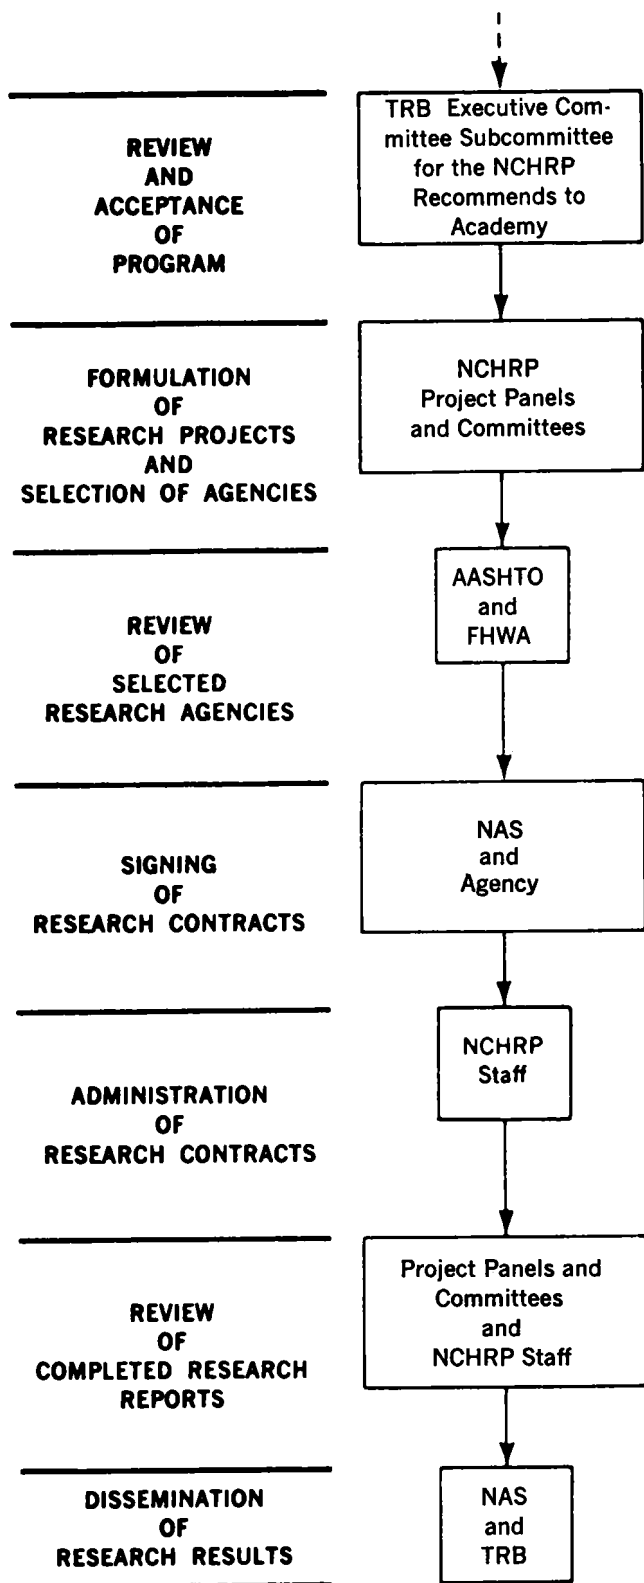 REVIEW
AND
ACCEPTANCE
OF
PROGRAM
TRB Executive Com-
mittee Subcommittee
for the NCHRP
Recommends to
Academy
FORMULATION
OF
RESEARCH PROJECTS
AND
SELECTION OF AGENCIES
NCHRP
Project Panels
and Committees
REVIEW
OF
SELECTED
RESEARCH AGENCIES
AASHTO
and
FHWA
SIGNING
OF
RESEARCH CONTRACTS
NAS
and
Agency
ADMINISTRATION
OF
RESEARCH CONTRACTS
NCHRP
Staff
REVIEW
OF
COMPLETED RESEARCH
REPORTS
Project Panels and
Committees
and
NCHRP Staff
DISSEMINATION
OF
RESEARCH RESULTS
NAS
and
TRB